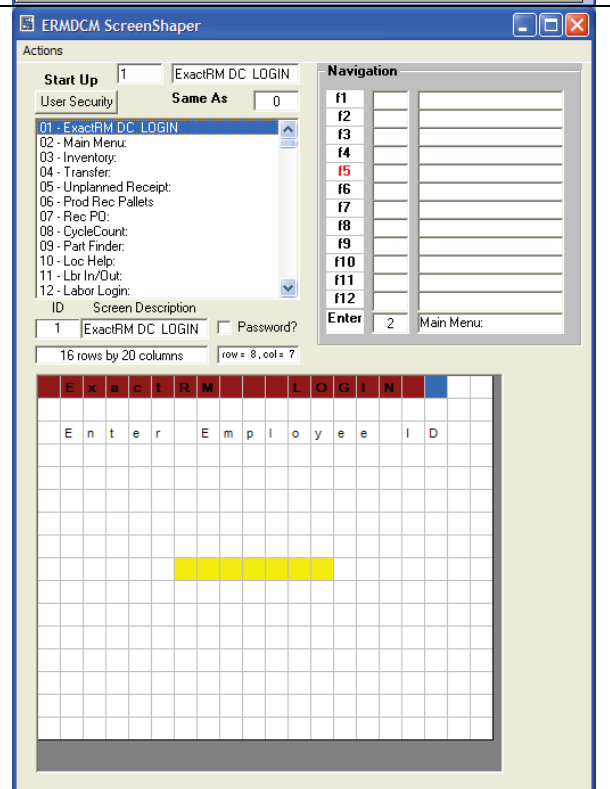 ERMDCM ScreenShaper
Actions
Start Up 1 ExactRM DC LOGIN
User Security Same As 0
01 - ExactRM DC LOGIN
02 - Main Menu:
03 - Inventory:
04 - Transfer:
05 - Unplanned Receipt:
06 - Prod Rec Pallets
07 - Rec PO:
08 - CycleCount:
09 - Part Finder:
10 - Loc Help:
11 - Lbr In/Out:
12 - Labor Login:
ID Screen Description
1 ExactRM DC LOGIN Password?
16 rows by 20 columns row = 8 , col = 7
Navigation
f1
f2
f3
f4
f5
f6
f7
f8
f9
f10
f11
f12
Enter 2 Main Menu:
ExactRM LOGIN
Enter Employee ID